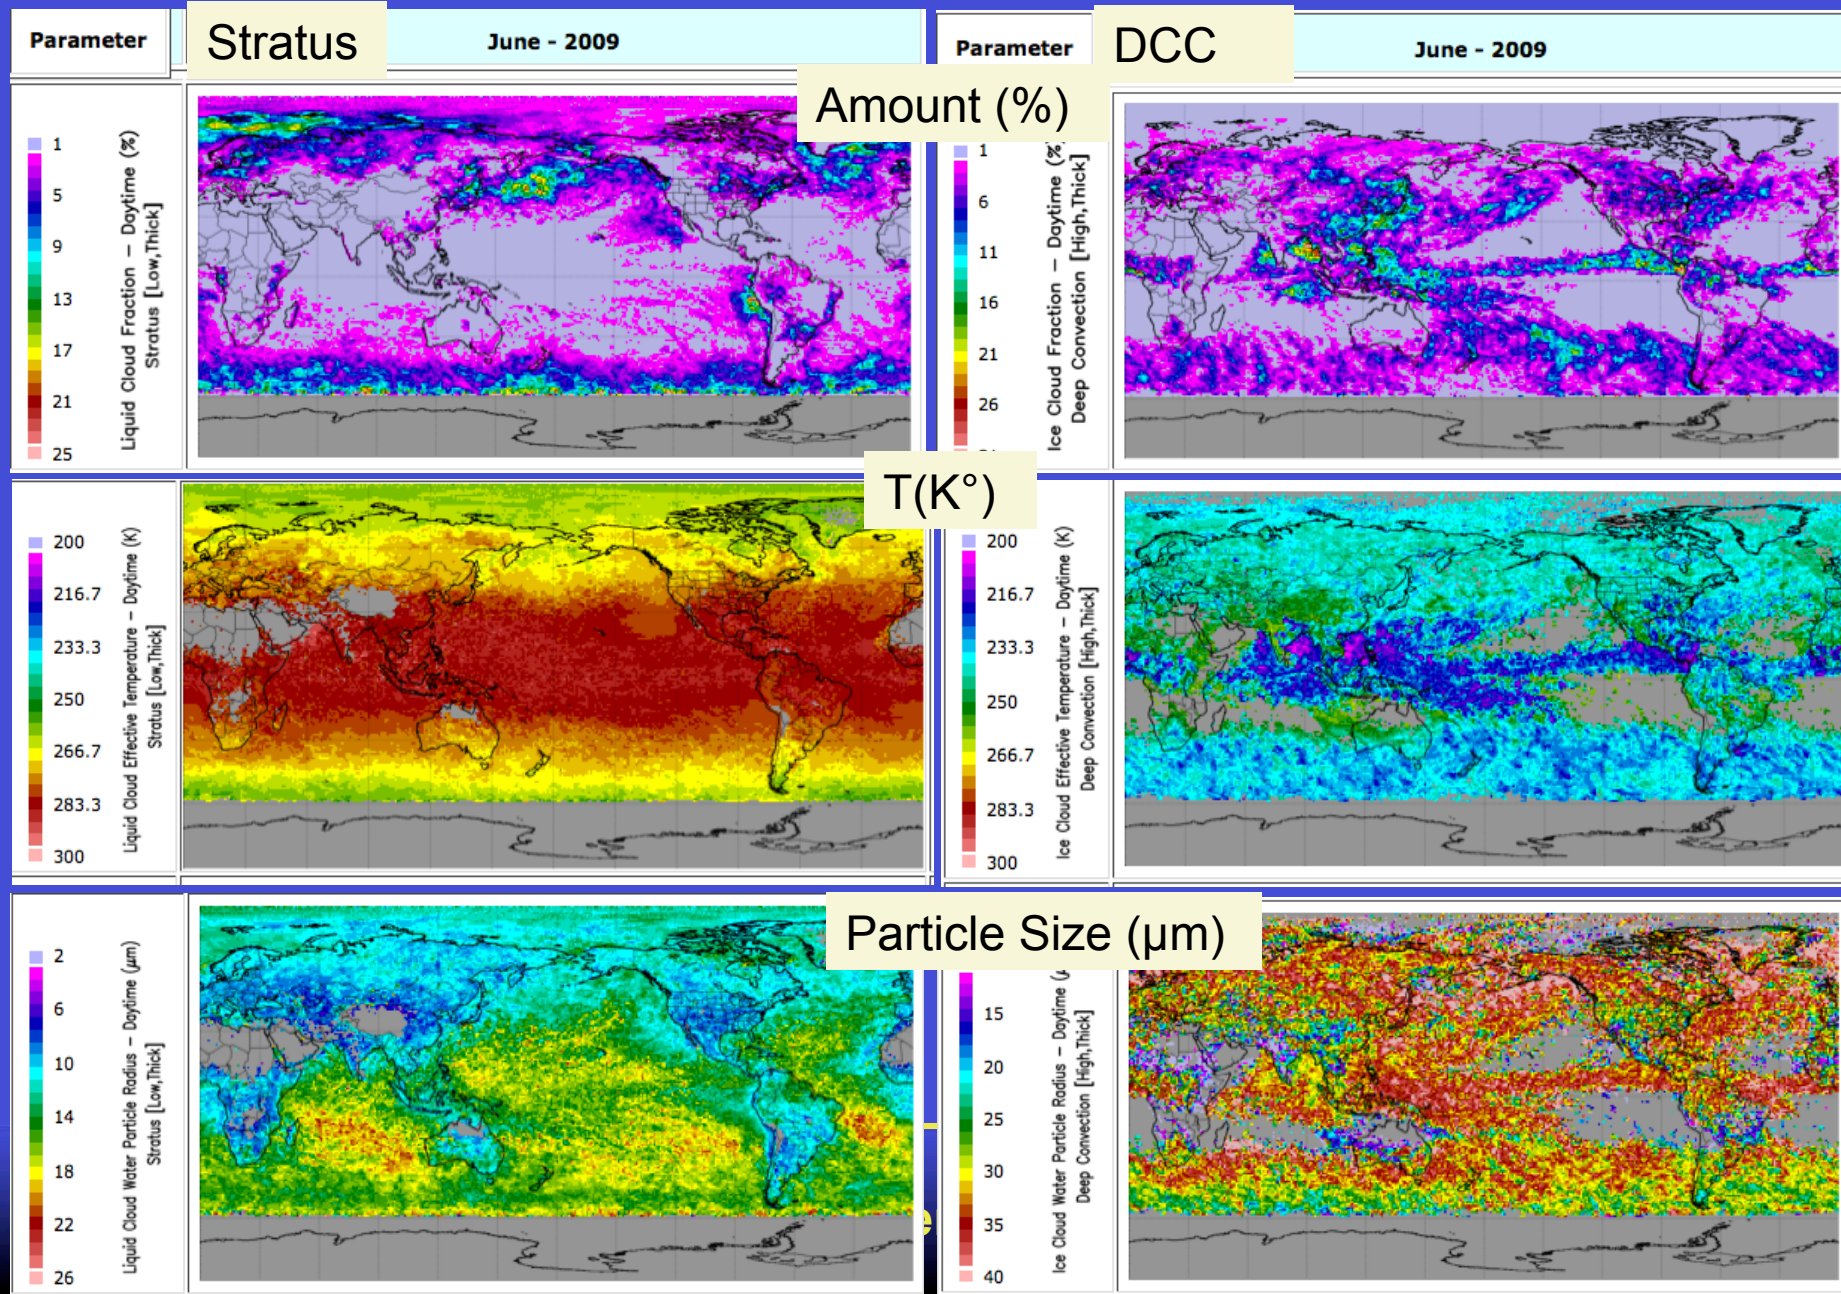 Parameter
Stratus
June - 2009
Parameter
DCC
June - 2009
Amount (%)
1
5
9
13
17
21
25
Liquid Cloud Fraction – Daytime (%)
Stratus [Low,Thick]
1
6
11
16
21
26
Ice Cloud Fraction – Daytime (%)
Deep Convection [High,Thick]
T(K°)
200
216.7
233.3
250
266.7
283.3
300
Liquid Cloud Effective Temperature – Daytime (K)
Stratus [Low,Thick]
200
216.7
233.3
250
266.7
283.3
300
Ice Cloud Effective Temperature – Daytime (K)
Deep Convection [High,Thick]
Particle Size (µm)
2
6
10
14
18
22
26
Liquid Cloud Water Particle Radius – Daytime (µm)
Stratus [Low,Thick]
15
20
25
30
35
40
Ice Cloud Water Particle Radius – Daytime (
Deep Convection [High,Thick]
e